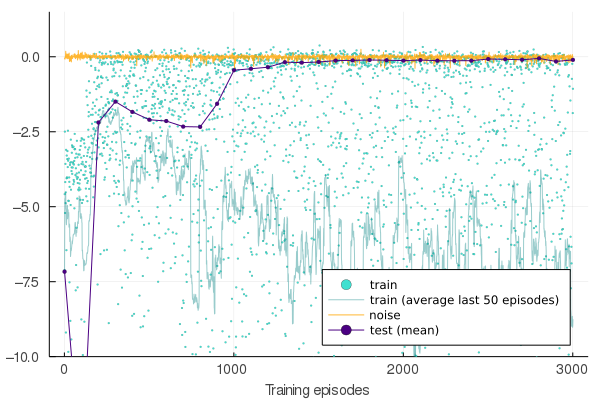 0.0
−2.5
−5.0
−7.5
−10.0
0
1000
2000
3000
Training episodes
train
train (average last 50 episodes)
noise
test (mean)